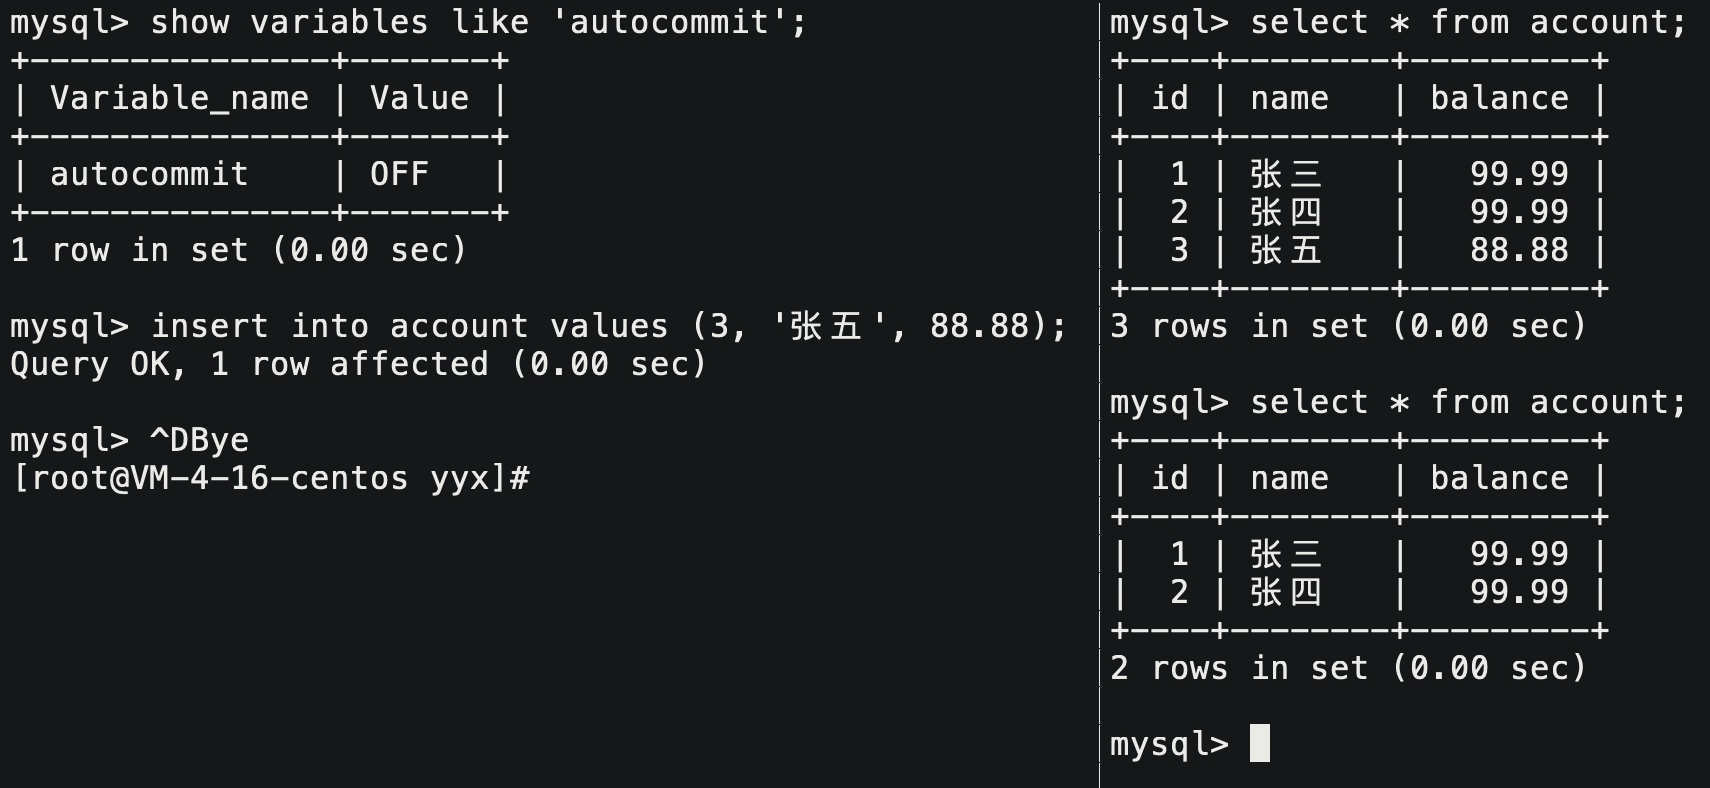 mysql> show variables like 'autocommit';
+---------------+-------+
| Variable_name | Value |
+---------------+-------+
| autocommit    | OFF   |
+---------------+-------+
1 row in set (0.00 sec)

mysql> insert into account values (3, '张五', 88.88);
Query OK, 1 row affected (0.00 sec)

mysql> ^DBye
[root@VM-4-16-centos yyx]#

mysql> select * from account;
+----+--------+---------+
| id | name   | balance |
+----+--------+---------+
|  1 | 张三   |   99.99 |
|  2 | 张四   |   99.99 |
|  3 | 张五   |   88.88 |
+----+--------+---------+
3 rows in set (0.00 sec)

mysql> select * from account;
+----+--------+---------+
| id | name   | balance |
+----+--------+---------+
|  1 | 张三   |   99.99 |
|  2 | 张四   |   99.99 |
+----+--------+---------+
2 rows in set (0.00 sec)

mysql>